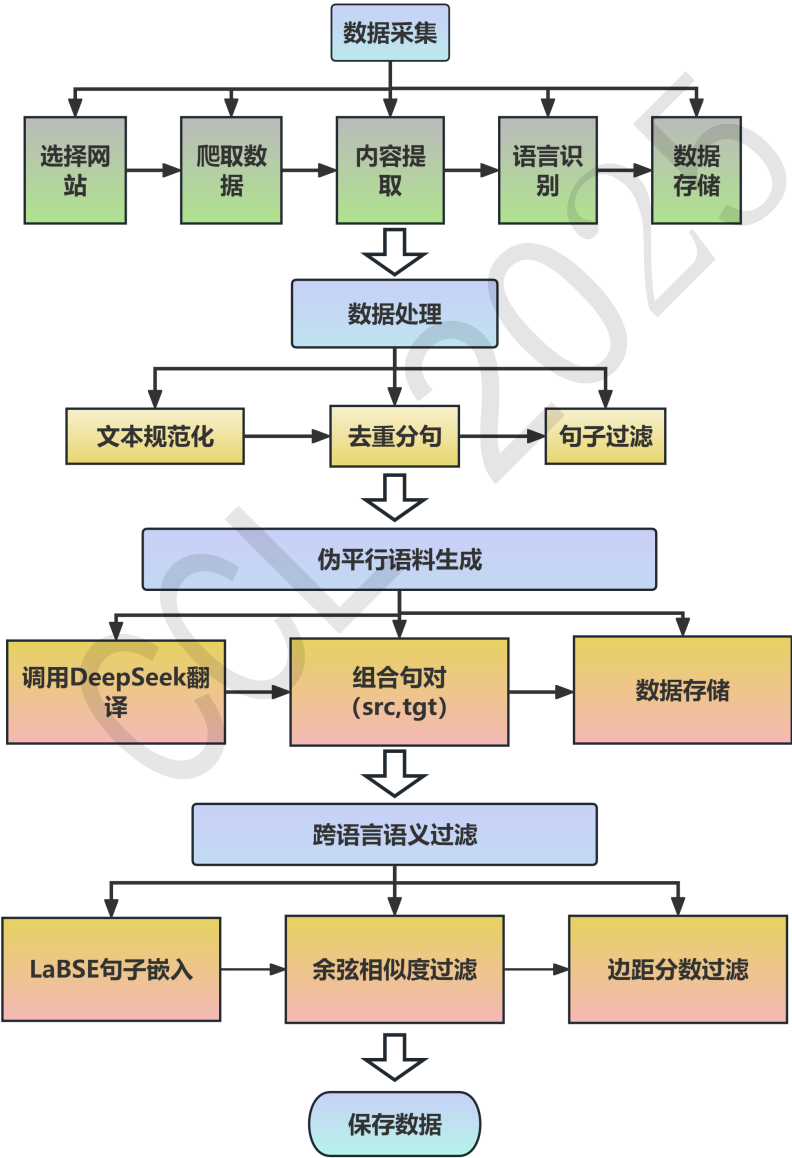 数据采集
选择网
站
爬取数
据
内容提
取
语言识
别
数据
存储
数据处理
文本规范化
去重分句
句子过滤
伪平行语料生成
调用DeepSeek翻
译
组合句对
（src,tgt）
数据存储
跨语言语义过滤
LaBSE句子嵌入
余弦相似度过滤
边距分数过滤
保存数据
CCL 2025